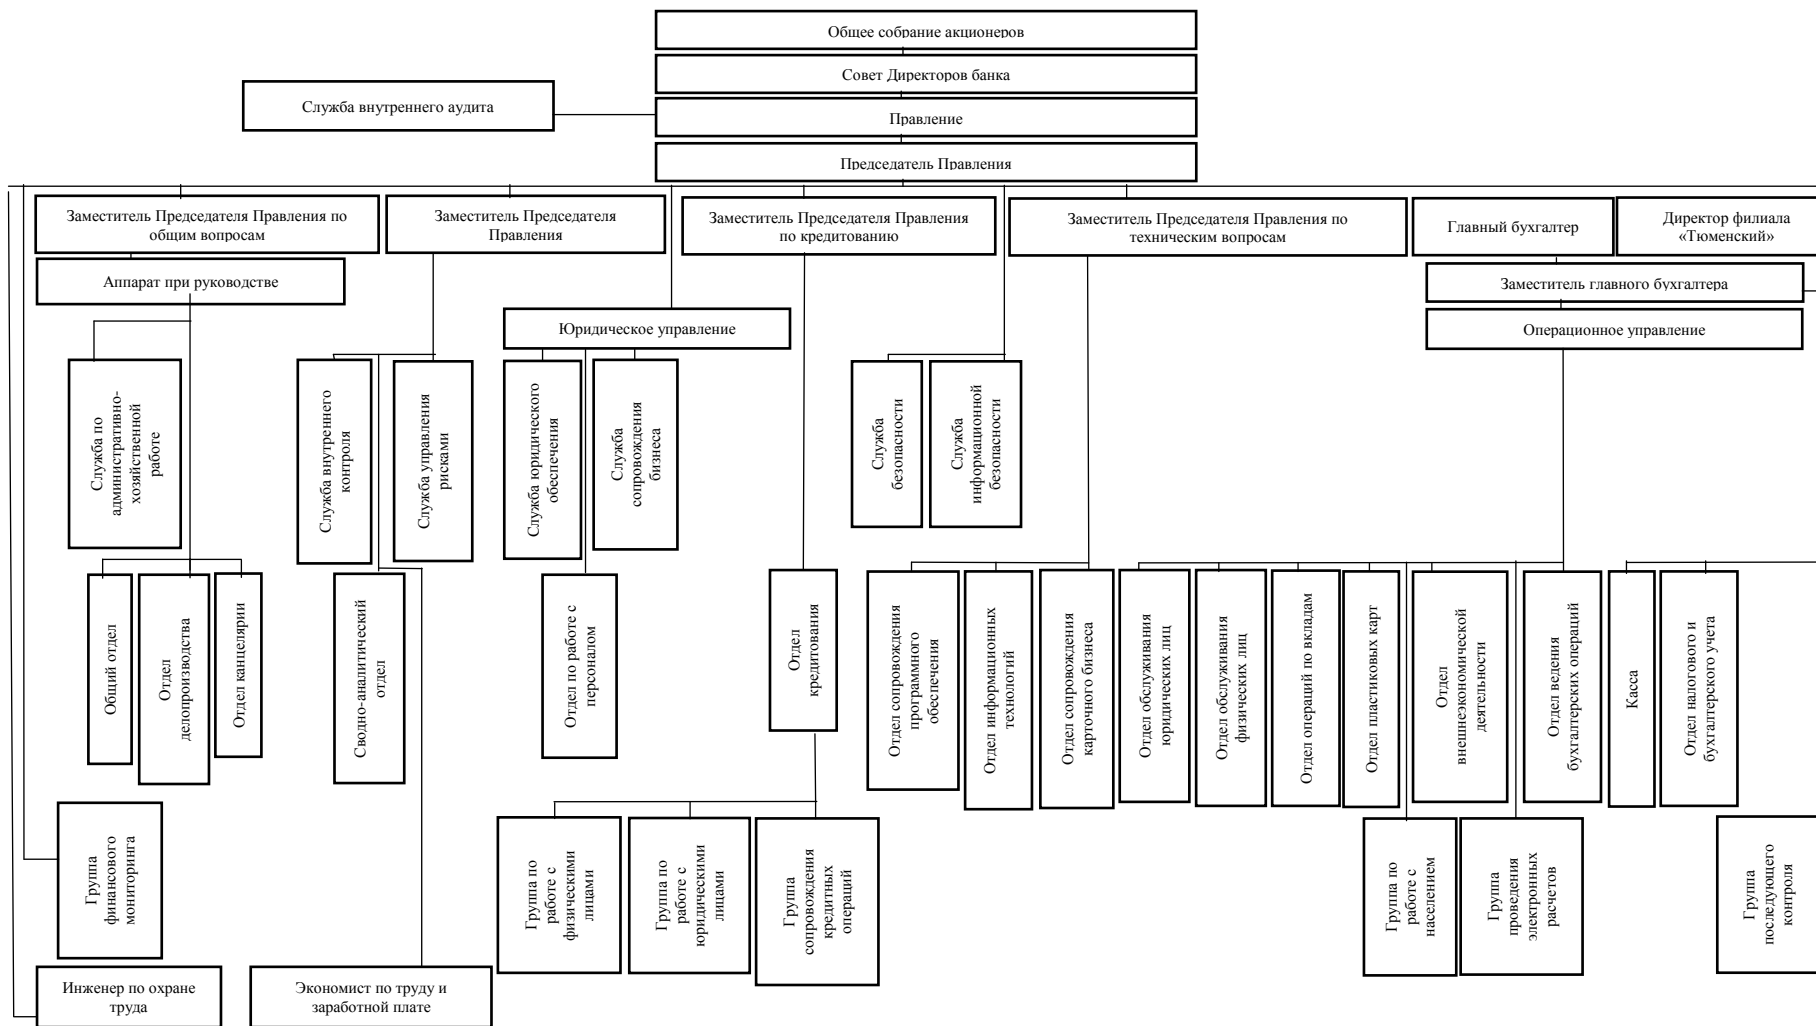 Общее собрание акционеров
Совет Директоров банка
Служба внутреннего аудита
Правление
Председатель Правления
Заместитель Председателя Правления по
общим вопросам
Заместитель Председателя
Правления
Заместитель Председателя Правления
по кредитованию
Заместитель Председателя Правления по
техническим вопросам
Главный бухгалтер
Директор филиала
«Тюменский»
Аппарат при руководстве
Заместитель главного бухгалтера
Юридическое управление
Операционное управление
Служба по
административно-
хозяйственной
работе
Служба внутреннего
контроля
Служба управления
рисками
Служба юридического
обеспечения
Служба
сопровождения
бизнеса
Служба
безопасности
Служба
информационной
безопасности
Общий отдел
Отдел
делопроизводства
Отдел канцелярии
Сводно-аналитический
отдел
Отдел по работе с
персоналом
Отдел
кредитования
Отдел сопровождения
программного
обеспечения
Отдел информационных
технологий
Отдел сопровождения
карточного бизнеса
Отдел обслуживания
юридических лиц
Отдел обслуживания
физических лиц
Отдел операций по вкладам
Отдел пластиковых карт
Отдел
внешнеэкономической
деятельности
Отдел ведения
бухгалтерских операций
Касса
Отдел налогового и
бухгалтерского учета
Группа
финансового
мониторинга
Группа по
работе с
физическими
лицами
Группа по
работе с
юридическими
лицами
Группа
сопровождения
кредитных
операций
Группа по
работе с
населением
Группа
проведения
электронных
расчетов
Группа
последующего
контроля
Инженер по охране
труда
Экономист по труду и
заработной плате